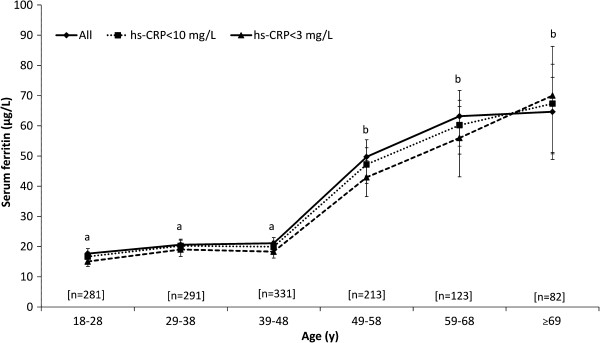 100
90
80
70
60
50
40
30
20
10
0
Serum ferritin (µg/L)
All hs-CRP<10 mg/L hs-CRP<3 mg/L
a a a b b b
[n=281] [n=291] [n=331] [n=213] [n=123] [n=82]
18-28 29-38 39-48 49-58 59-68 ≥69
Age (y)